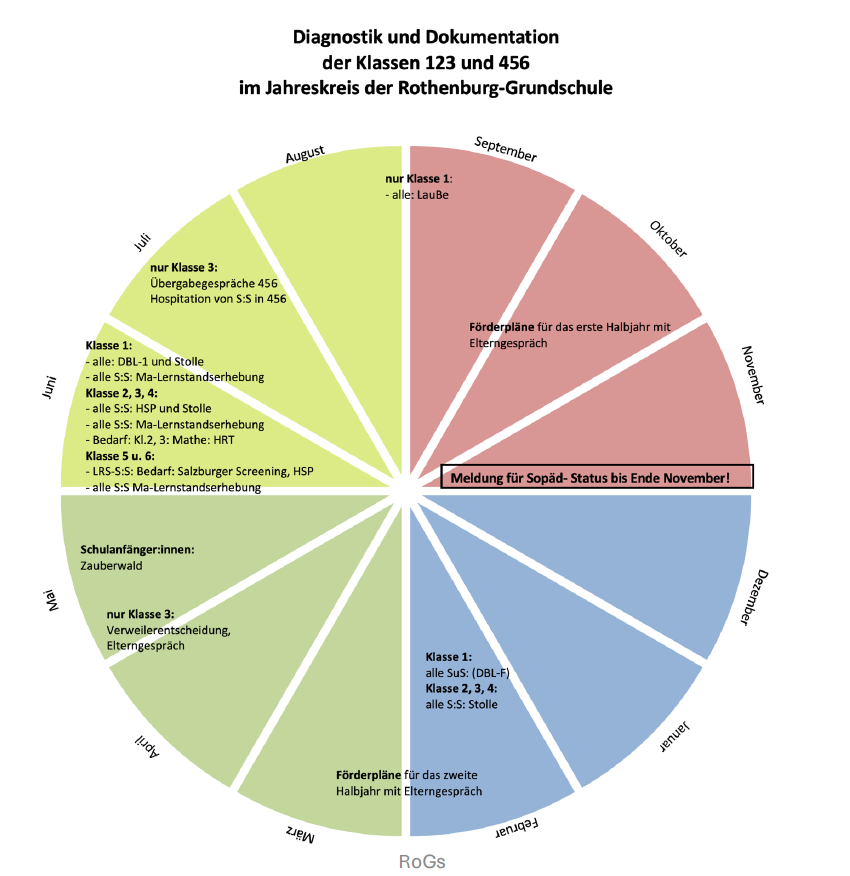 Diagnostik und Dokumentation
der Klassen 123 und 456
im Jahreskreis der Rothenburg-Grundschule
August
September
nur Klasse 1:
- alle: LauBe
Juli
Oktober
nur Klasse 3:
Übergabegespräche 456
Hospitation von S:S in 456
Förderpläne für das erste Halbjahr mit
Elterngespräch
Juni
November
Klasse 1:
- alle: DBL-1 und Stolle
- alle S:S: Ma-Lernstandserhebung
Klasse 2, 3, 4:
- alle S:S: HSP und Stolle
- alle S:S: Ma-Lernstandserhebung
- Bedarf: Kl.2, 3: Mathe: HRT
Klasse 5 u. 6:
- LRS-S:S: Bedarf: Salzburger Screening, HSP
- alle S:S Ma-Lernstandserhebung
Meldung für Sopäd- Status bis Ende November!
Schulanfänger:innen:
Zauberwald
Mai
Dezember
nur Klasse 3:
Verweilerentscheidung,
Elterngespräch
Klasse 1:
alle SuS: (DBL-F)
Klasse 2, 3, 4:
alle S:S: Stolle
April
Januar
Förderpläne für das zweite
Halbjahr mit Elterngespräch
März
Februar
RoGs